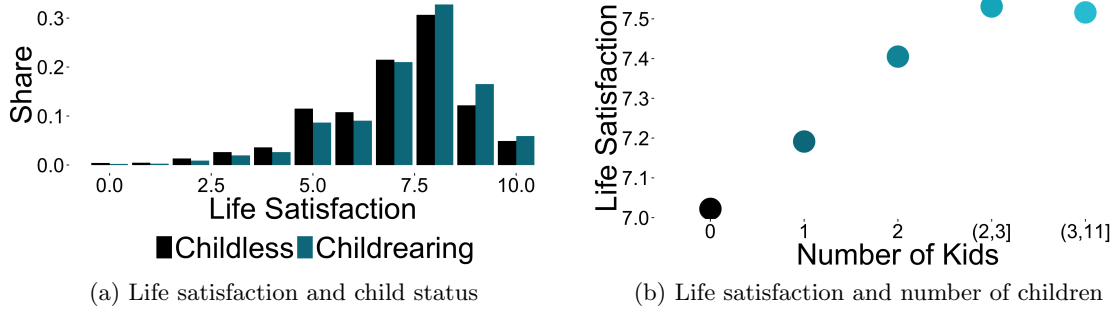 Share
0.3
0.2
0.1
0.0
0.0 2.5 5.0 7.5 10.0
Life Satisfaction
Childless Childrearing
(a) Life satisfaction and child status
Life Satisfaction
7.5
7.4
7.3
7.2
7.1
7.0
0 1 2 (2,3] (3,11]
Number of Kids
(b) Life satisfaction and number of children